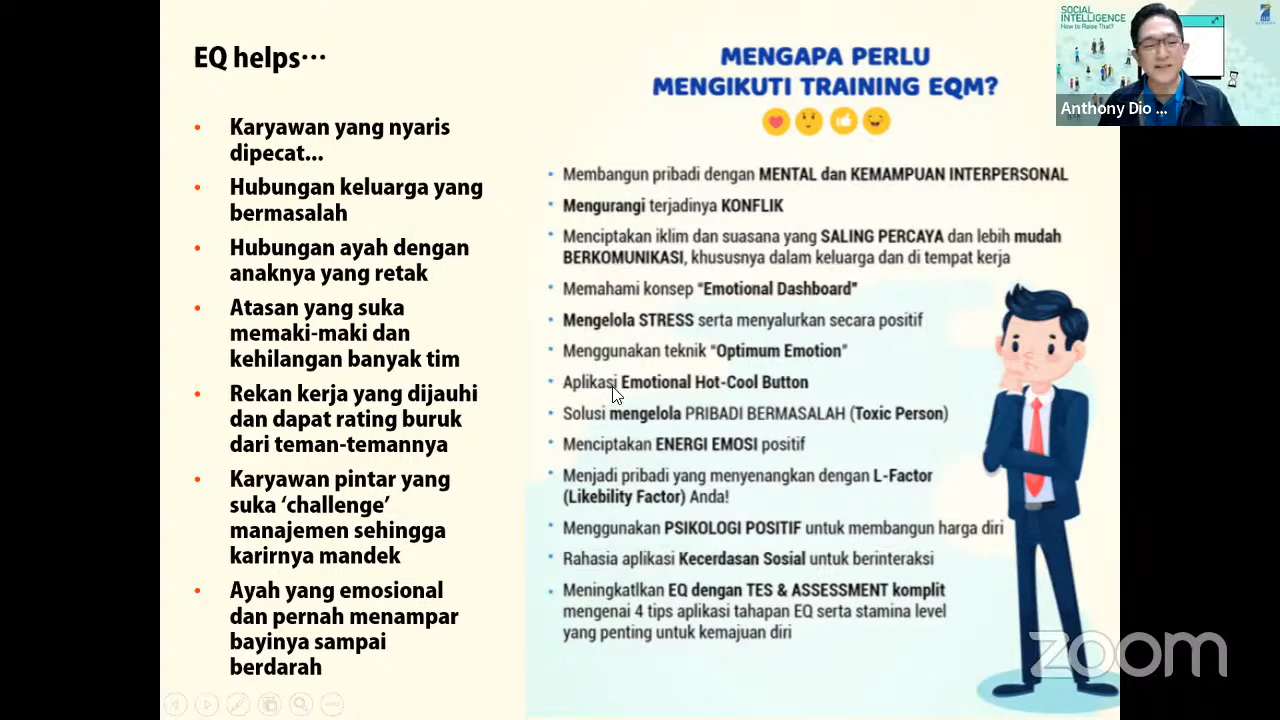 EQ helps…
• Karyawan yang nyaris
dipecat...
• Hubungan keluarga yang
bermasalah
• Hubungan ayah dengan
anaknya yang retak
• Atasan yang suka
memaki-maki dan
kehilangan banyak tim
• Rekan kerja yang dijauhi
dan dapat rating buruk
dari teman-temannya
• Karyawan pintar yang
suka ‘challenge’
manajemen sehingga
karirnya mandek
• Ayah yang emosional
dan pernah menampar
bayinya sampai
berdarah
MENGAPA PERLU
MENGIKUTI TRAINING EQM?
• Membangun pribadi dengan MENTAL dan KEMAMPUAN INTERPERSONAL
• Mengurangi terjadinya KONFLIK
• Menciptakan iklim dan suasana yang SALING PERCAYA dan lebih mudah
BERKOMUNIKASI, khususnya dalam keluarga dan di tempat kerja
• Memahami konsep “Emotional Dashboard”
• Mengelola STRESS serta menyalurkan secara positif
• Menggunakan teknik “Optimum Emotion”
• Aplikasi Emotional Hot-Cool Button
• Solusi mengelola PRIBADI BERMASALAH (Toxic Person)
• Menciptakan ENERGI EMOSI positif
• Menjadi pribadi yang menyenangkan dengan L-Factor
(Likebility Factor) Anda!
• Menggunakan PSIKOLOGI POSITIF untuk membangun harga diri
• Rahasia aplikasi Kecerdasan Sosial untuk berinteraksi
• Meningkatlkan EQ dengan TES & ASSESSMENT komplit
mengenai 4 tips aplikasi tahapan EQ serta stamina level
yang penting untuk kemajuan diri
SOCIAL
INTELLIGENCE
How to Raise That?
Anthony Dio ...
zoom